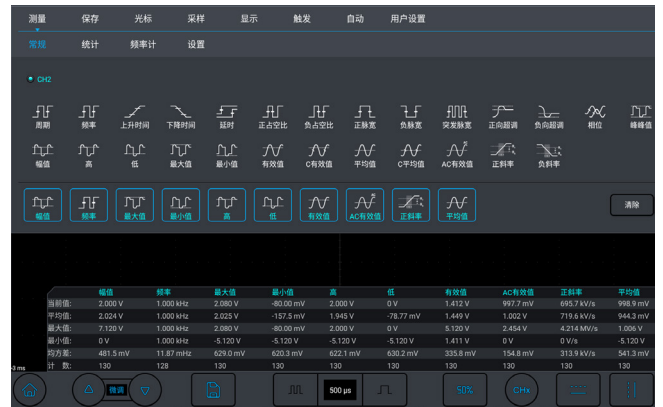 测量 保存 光标 采样 显示 触发 自动 用户设置
常规 统计 频率计 设置
CH2
周期 频率 上升时间 下降时间 延时 正占空比 负占空比 正脉宽 负脉宽 突发脉宽 正向超调 负向超调 相位 峰峰值
幅值 高 低 最大值 最小值 有效值 C有效值 平均值 C平均值 AC有效值 正斜率 负斜率
幅值 频率 最大值 最小值 高 低 有效值 AC有效值 正斜率 平均值 清除
幅值 频率 最大值 最小值 高 低 有效值 AC有效值 正斜率 平均值
当前值: 2.000 V 1.000 kHz 2.080 V -80.00 mV 2.000 V 0 V 1.412 V 997.7 mV 695.7 kV/s 998.9 mV
平均值: 2.024 V 1.000 kHz 2.025 V -157.5 mV 1.945 V -78.77 mV 1.449 V 1.002 V 719.6 kV/s 944.3 mV
最大值: 7.120 V 1.000 kHz 2.080 V -80.00 mV 2.000 V 0 V 5.120 V 2.454 V 4.214 MV/s 1.006 V
最小值: 0 V 1.000 kHz -5.120 V -5.120 V -5.120 V -5.120 V 1.411 V 0 V 0 V/s -5.120 V
均方差: 481.5 mV 11.87 mHz 629.0 mV 620.3 mV 622.1 mV 630.2 mV 335.8 mV 154.8 mV 313.9 kV/s 541.3 mV
计 数: 130 128 130 130 130 130 130 130 130 130
-3 ms
微调 500 μs 50% CHx